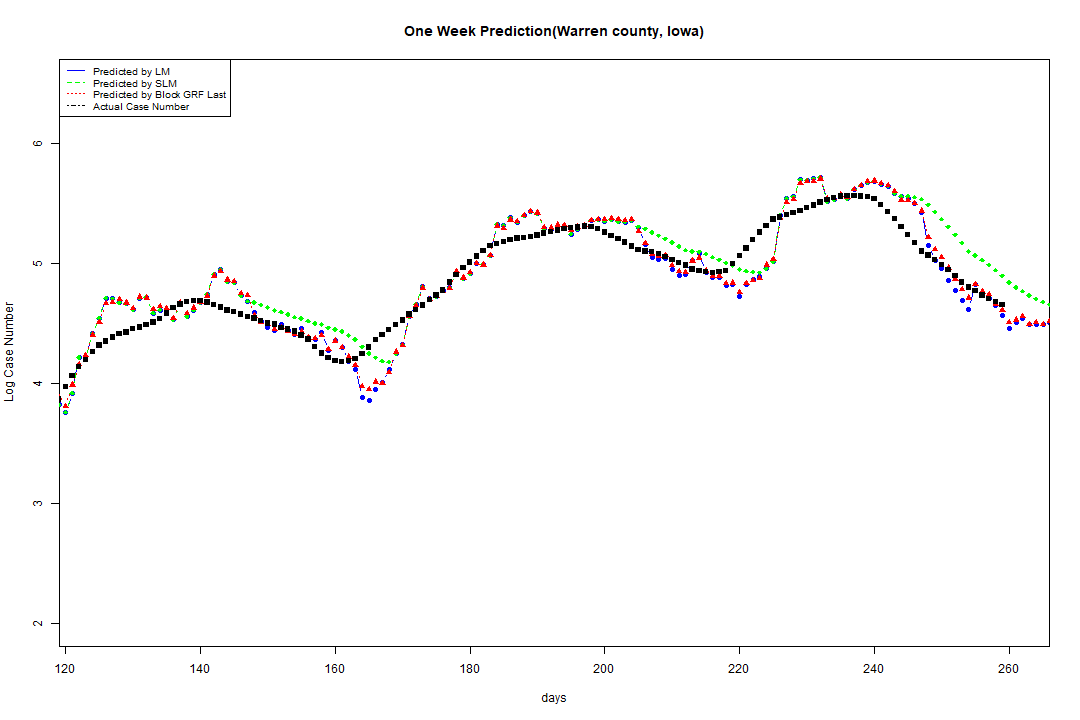 One Week Prediction(Warren county, Iowa)
Predicted by LM
Predicted by SLM
Predicted by Block GRF Last
Actual Case Number
6
5
4
3
2
Log Case Number
120 140 160 180 200 220 240 260
days